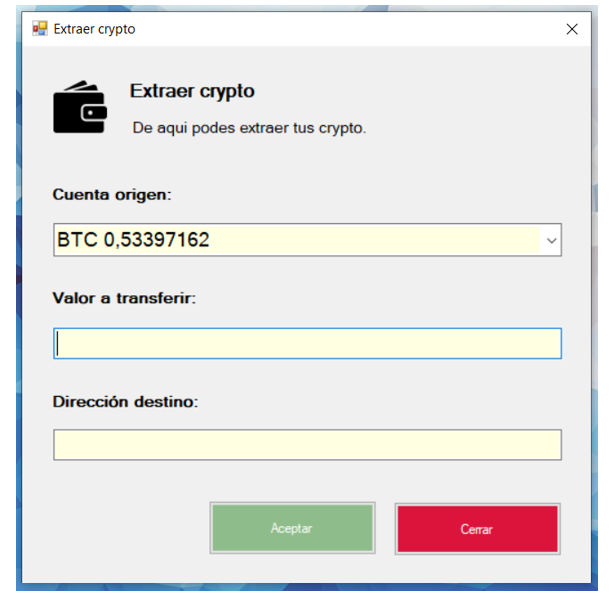 Extraer crypto
Extraer crypto
De aqui podes extraer tus crypto.
Cuenta origen:
BTC 0,53397162
Valor a transferir:
Dirección destino:
Aceptar
Cerrar